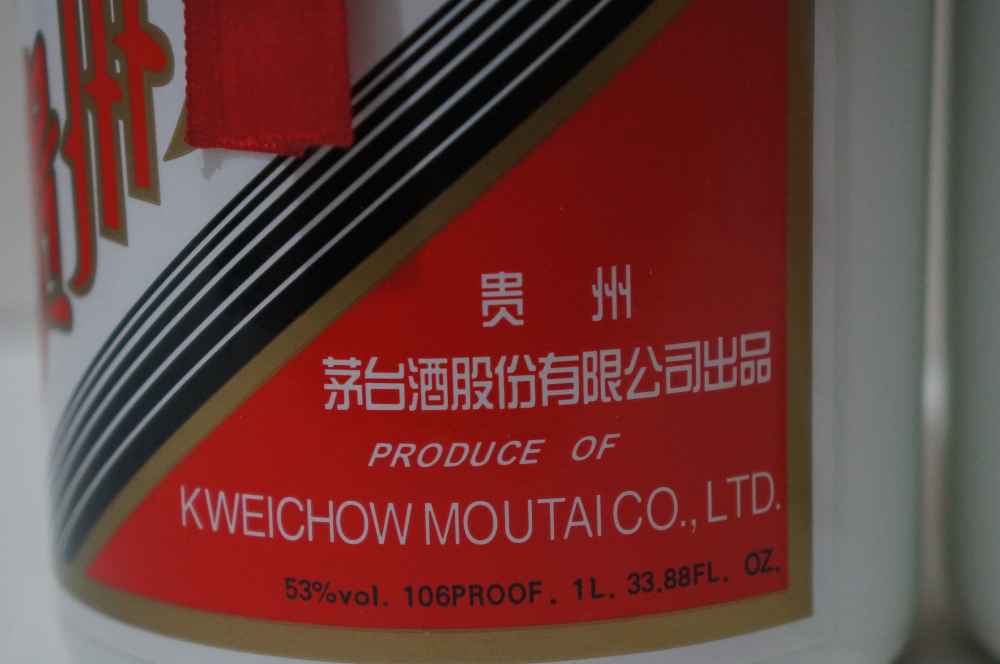 贵 州
茅台酒股份有限公司出品
PRODUCE OF
KWEICHOW MOUTAI CO., LTD.
53%vol. 106PROOF. 1L. 33.88FL. OZ.